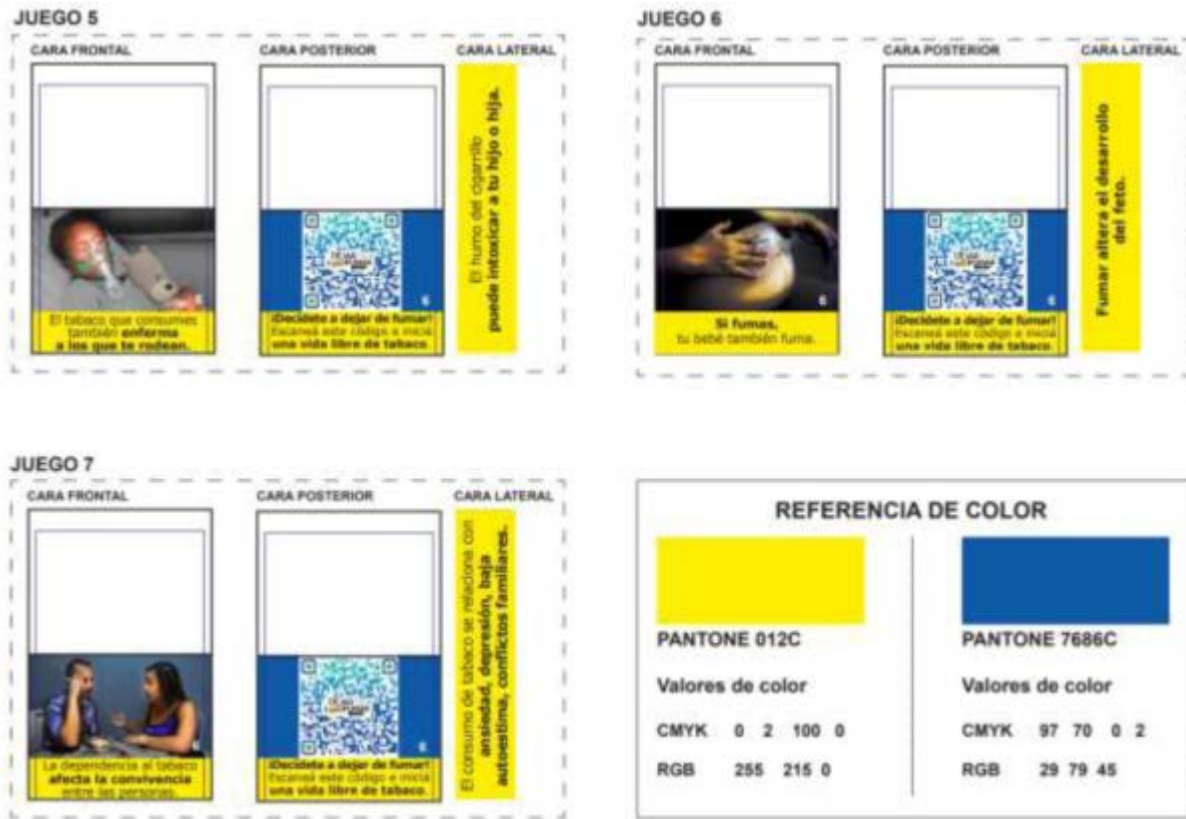 JUEGO 5
CARA FRONTAL
CARA POSTERIOR
CARA LATERAL
El tabaco que consumes
también enferma
a los que te rodean.
6
¡Decidete a dejar de fumar!
Escaneá este código e iniciá
una vida libre de tabaco
El humo del cigarrillo
puede intoxicar a tu hijo o hija.
JUEGO 6
CARA FRONTAL
CARA POSTERIOR
CARA LATERAL
6
Si fumas,
tu bebé también fuma.
6
¡Decidete a dejar de fumar!
Escaneá este código e iniciá
una vida libre de tabaco
Fumar altera el desarrollo
del feto.
JUEGO 7
CARA FRONTAL
CARA POSTERIOR
CARA LATERAL
La dependencia al tabaco
afecta la convivencia
entre las personas.
6
¡Decidete a dejar de fumar!
Escaneá este código e iniciá
una vida libre de tabaco
El consumo de tabaco se relaciona con
ansiedad, depresión, baja
autoestima, conflictos familiares.
REFERENCIA DE COLOR
PANTONE 012C
Valores de color
CMYK 0 2 100 0
RGB 255 215 0
PANTONE 7686C
Valores de color
CMYK 97 70 0 2
RGB 29 79 45